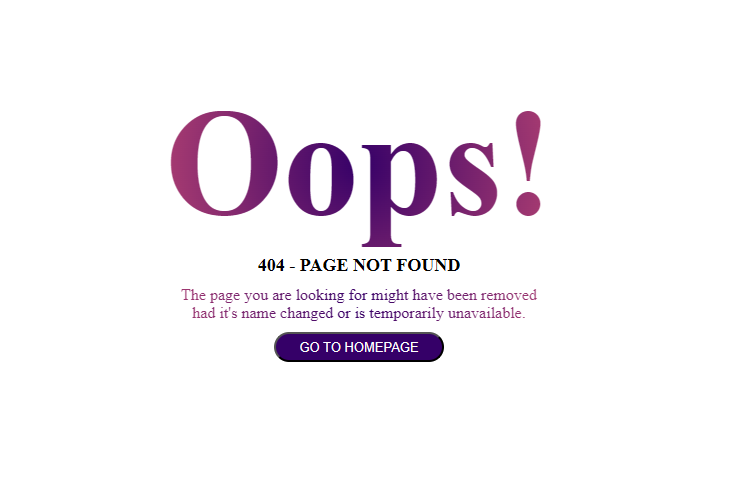 Oops!
404 - PAGE NOT FOUND
The page you are looking for might have been removed
had it's name changed or is temporarily unavailable.
GO TO HOMEPAGE